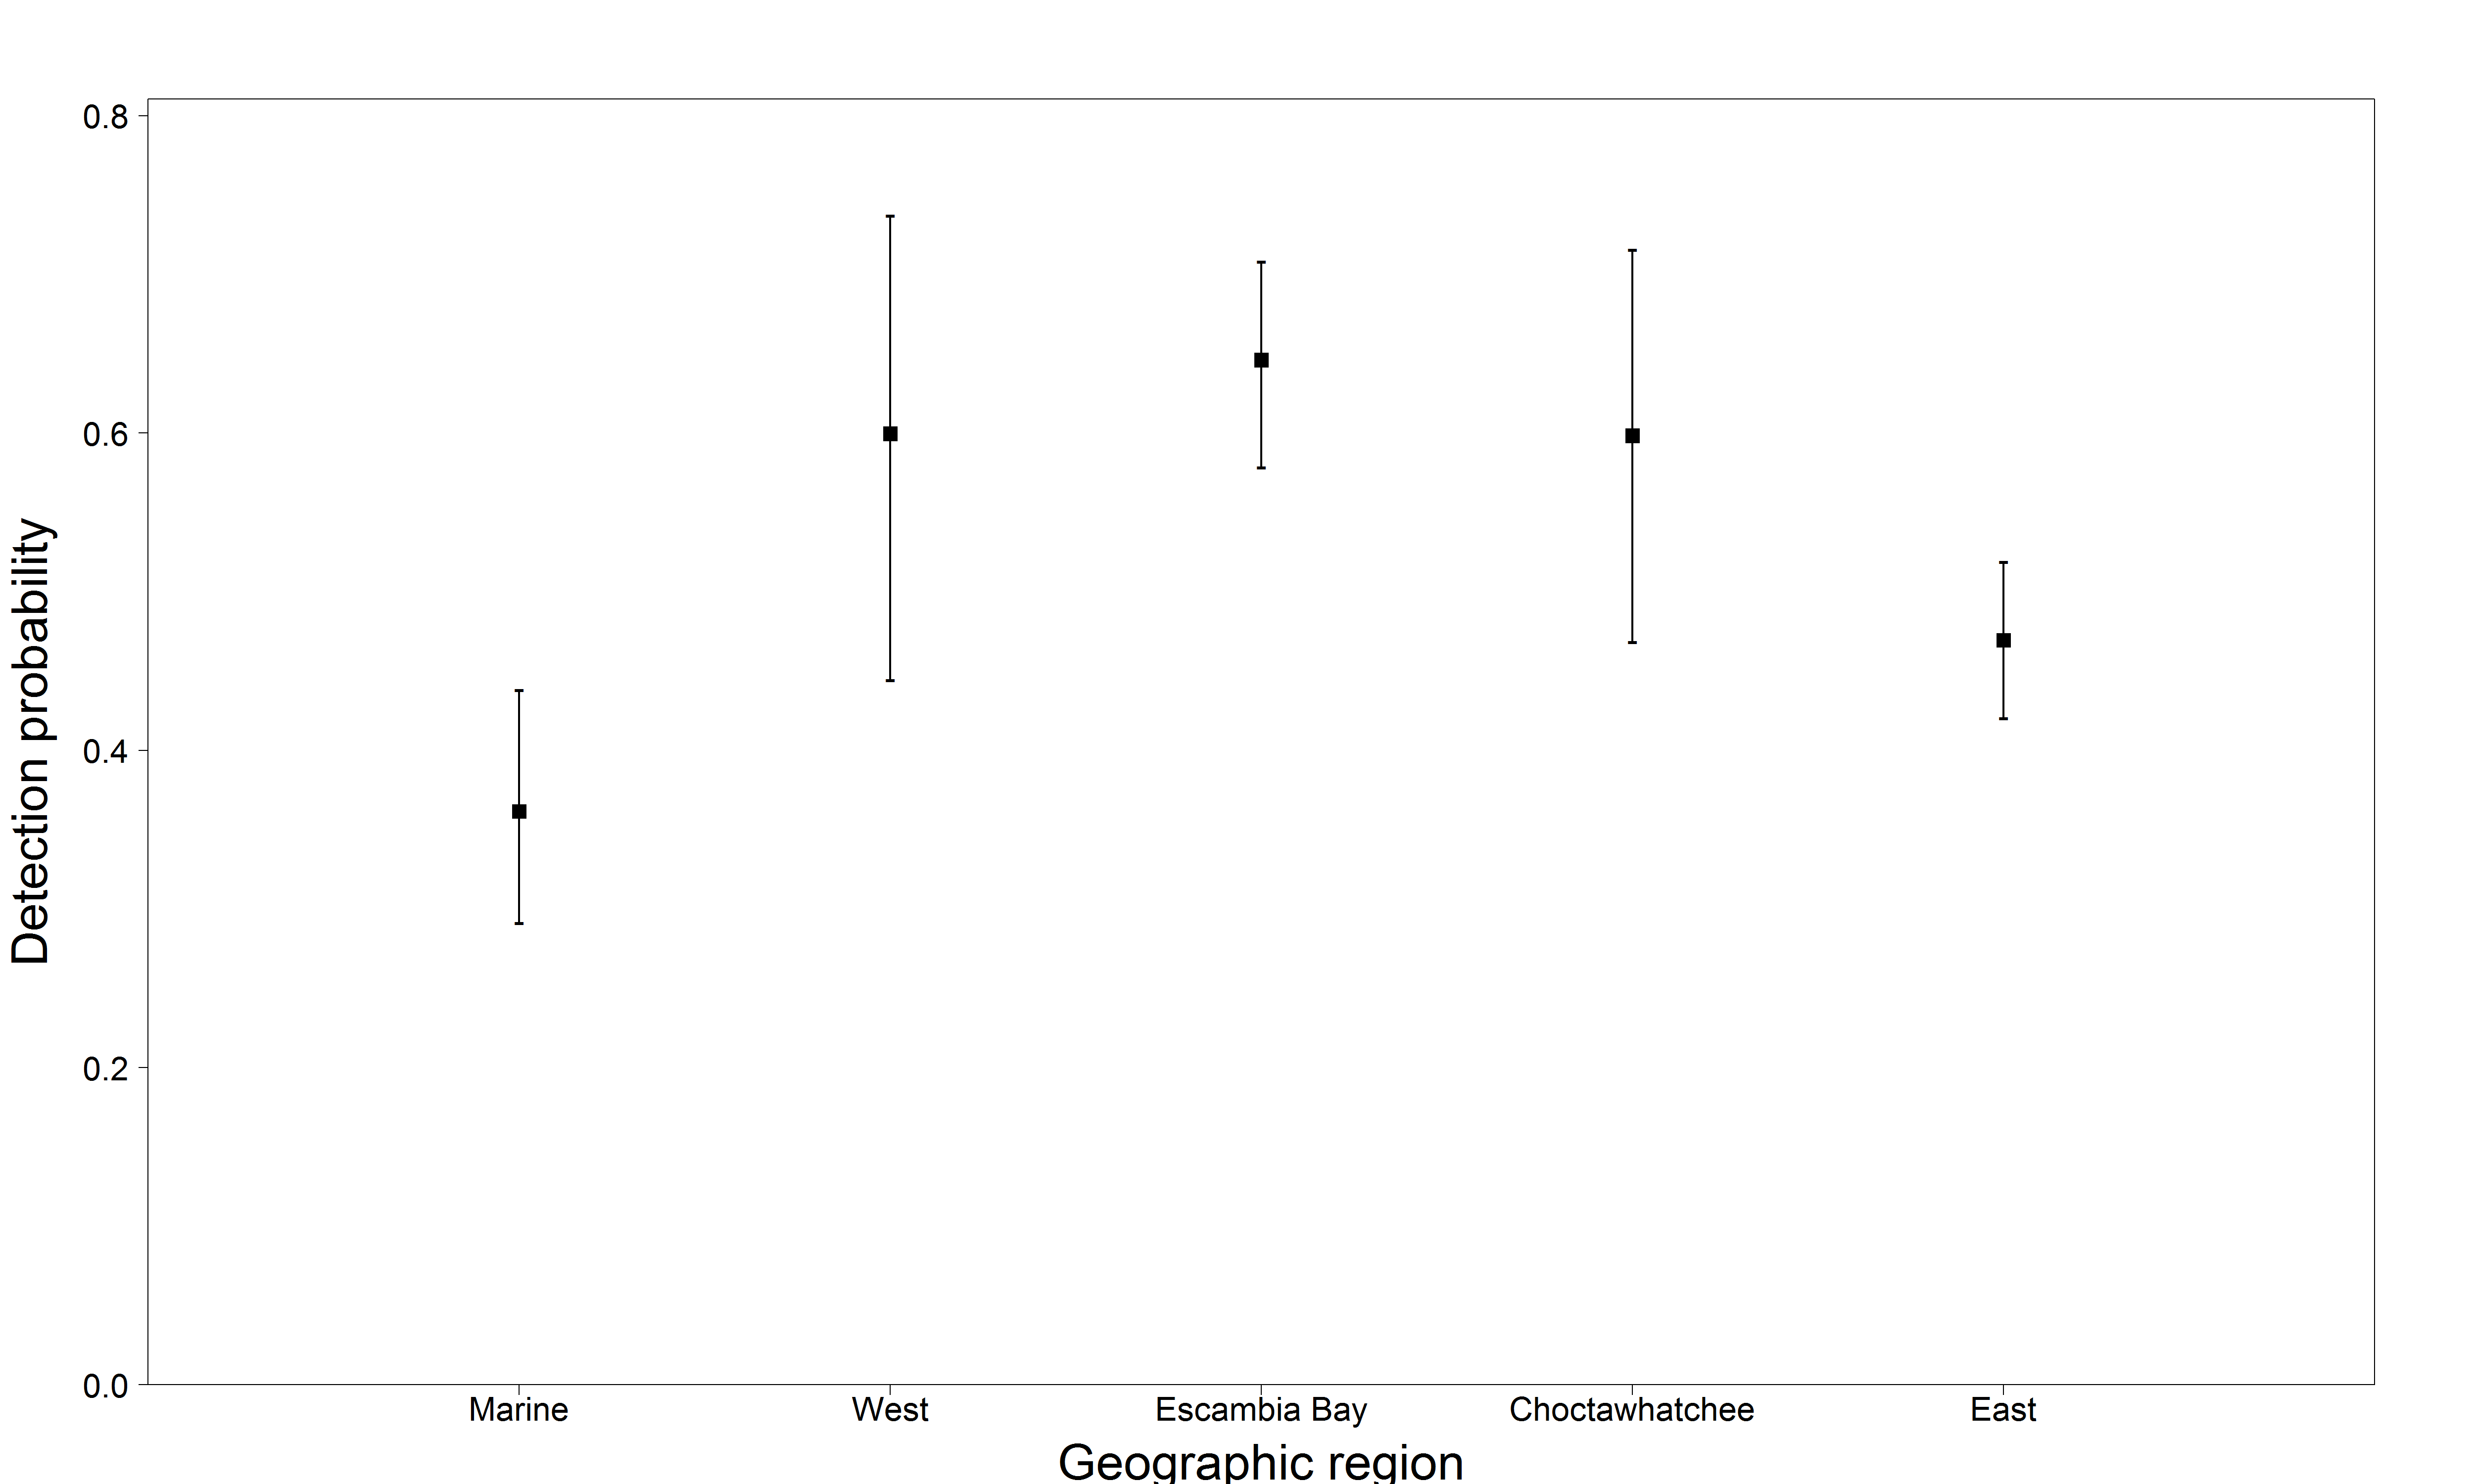 0.8
0.6
0.4
0.2
0.0
Detection probability
Marine West Escambia Bay Choctawhatchee East
Geographic region